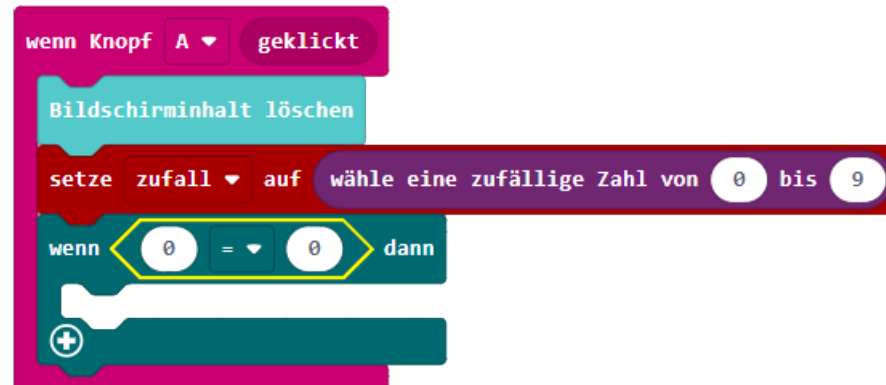 wenn Knopf A geklickt
Bildschirminhalt löschen
setze zufall auf wähle eine zufällige Zahl von 0 bis 9
wenn 0 = 0 dann